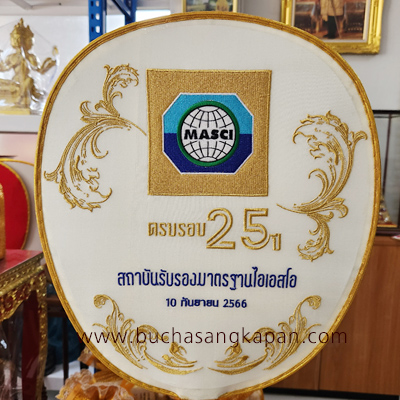 MASCI
ครบรอบ 25 ปี
สถาบันรับรองมาตรฐานไอเอสโอ
10 กันยายน 2566
www.buchasangkapan.com